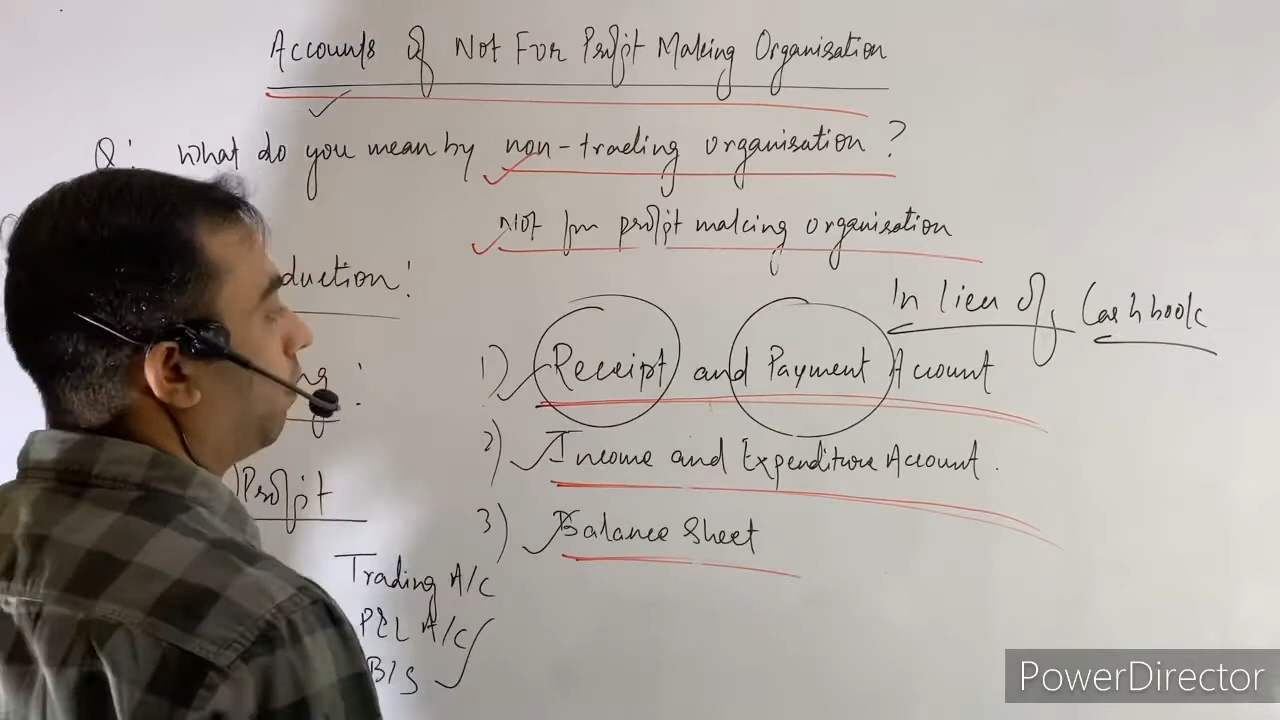 Accounts of Not For Profit Making Organisation
Q: What do you mean by non-trading organisation ?
Not for profit making organisation
duction :
In lieu of Cashbook
1) Receipt and Payment Account
ng :
2) Income and Expenditure Account.
) Profit
3) Balance Sheet
Trading A/C
P&L A/C
B/S
PowerDirector